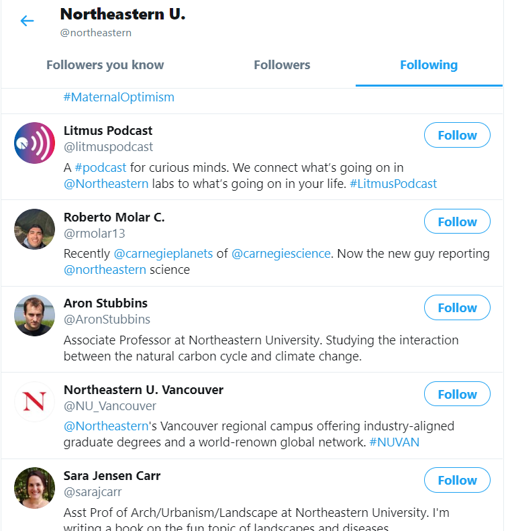 Northeastern U.
@northeastern
Followers you know Followers Following
#MaternalOptimism
Litmus Podcast
@litmuspodcast
Follow
A #podcast for curious minds. We connect what's going on in
@Northeastern labs to what's going on in your life. #LitmusPodcast
Roberto Molar C.
@rmolar13
Follow
Recently @carnegieplanets of @carnegiescience. Now the new guy reporting
@northeastern science
Aron Stubbins
@AronStubbins
Follow
Associate Professor at Northeastern University. Studying the interaction
between the natural carbon cycle and climate change.
N
Northeastern U. Vancouver
@NU_Vancouver
Follow
@Northeastern's Vancouver regional campus offering industry-aligned
graduate degrees and a world-renown global network. #NUVAN
Sara Jensen Carr
@sarajcarr
Follow
Asst Prof of Arch/Urbanism/Landscape at Northeastern University. I'm
writing a book on the fun topic of landscapes and diseases